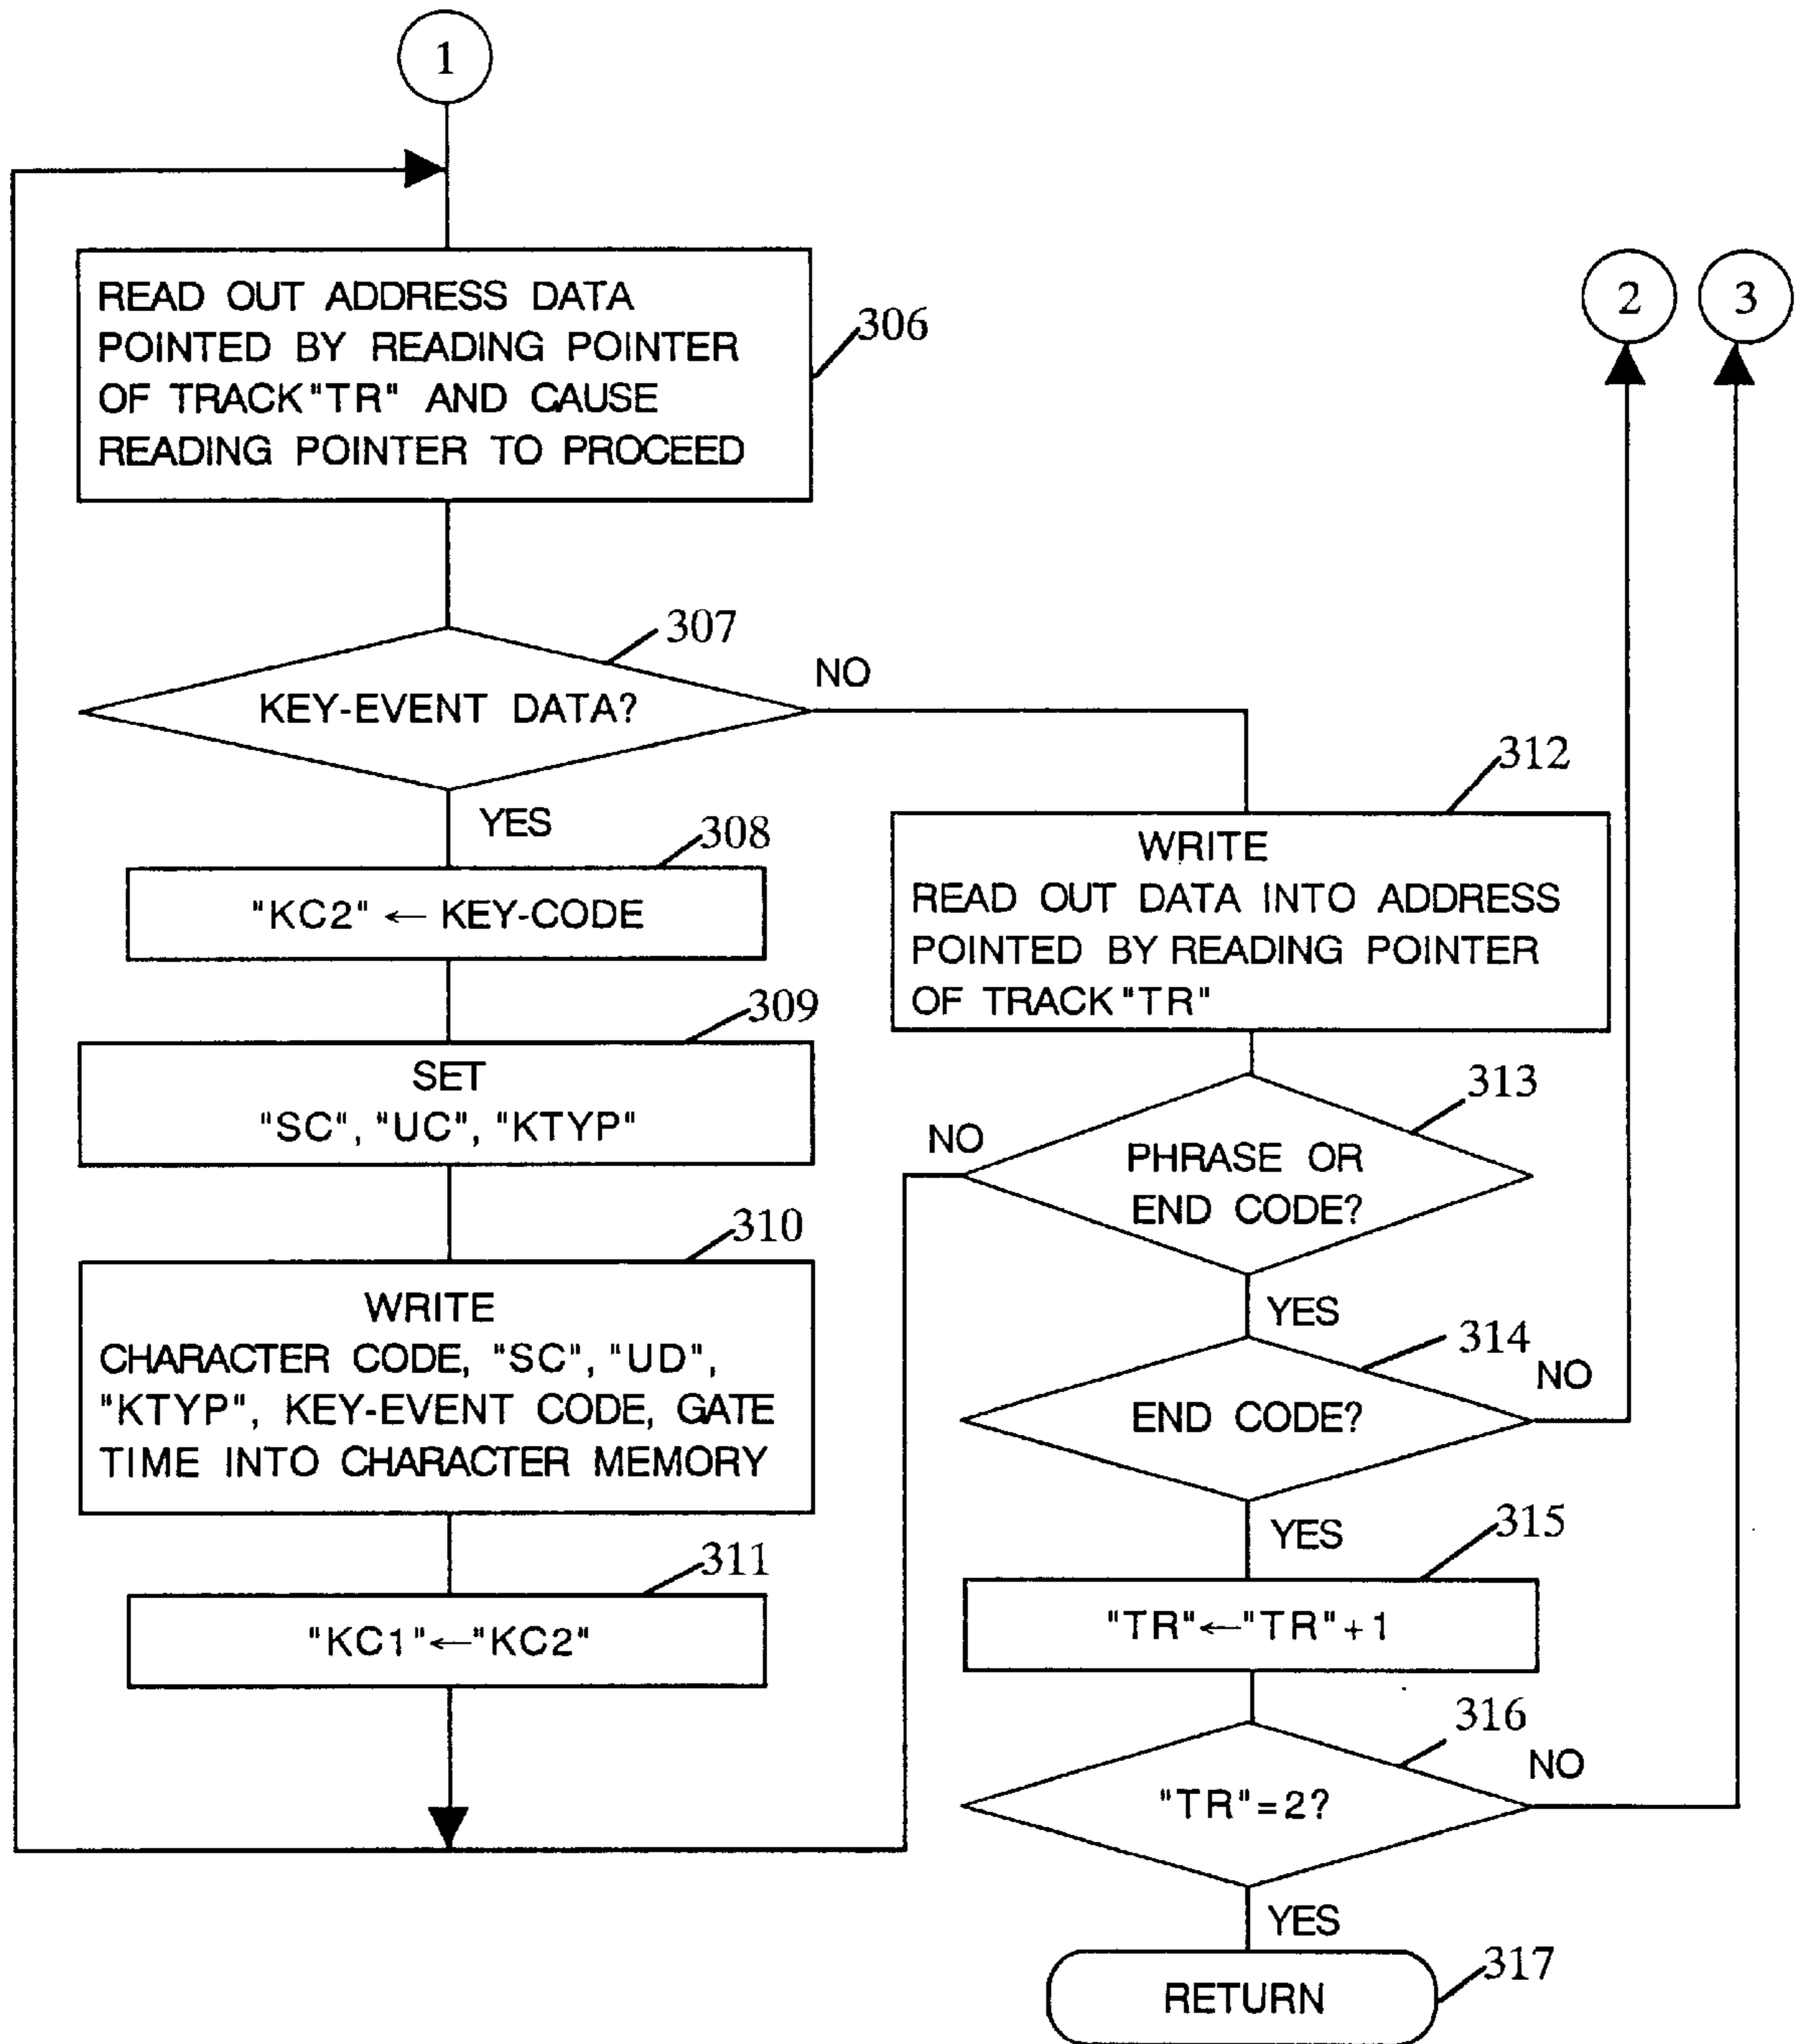 1
READ OUT ADDRESS DATA
POINTED BY READING POINTER
OF TRACK"TR" AND CAUSE
READING POINTER TO PROCEED
306
2
3
307
KEY-EVENT DATA?
NO
YES
308
"KC2" ← KEY-CODE
309
SET
"SC", "UC", "KTYP"
310
WRITE
CHARACTER CODE, "SC", "UD",
"KTYP", KEY-EVENT CODE, GATE
TIME INTO CHARACTER MEMORY
311
"KC1"←"KC2"
312
WRITE
READ OUT DATA INTO ADDRESS
POINTED BY READING POINTER
OF TRACK"TR"
313
NO
PHRASE OR
END CODE?
YES
314
NO
END CODE?
YES
315
"TR"←"TR"+1
316
NO
"TR"=2?
YES
317
RETURN